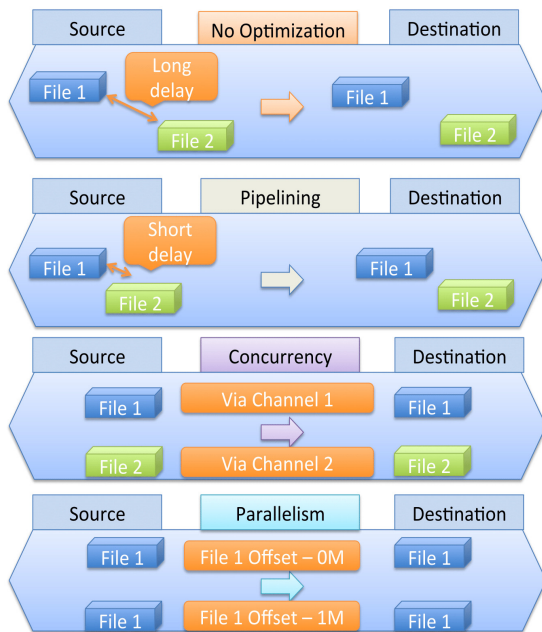 Source No Optimization Destination
Long
delay
File 1 File 1
File 2 File 2
Source Pipelining Destination
Short
delay
File 1 File 1
File 2 File 2
Source Concurrency Destination
File 1 Via Channel 1 File 1
File 2 Via Channel 2 File 2
Source Parallelism Destination
File 1 File 1 Offset – 0M File 1
File 1 File 1 Offset – 1M File 1